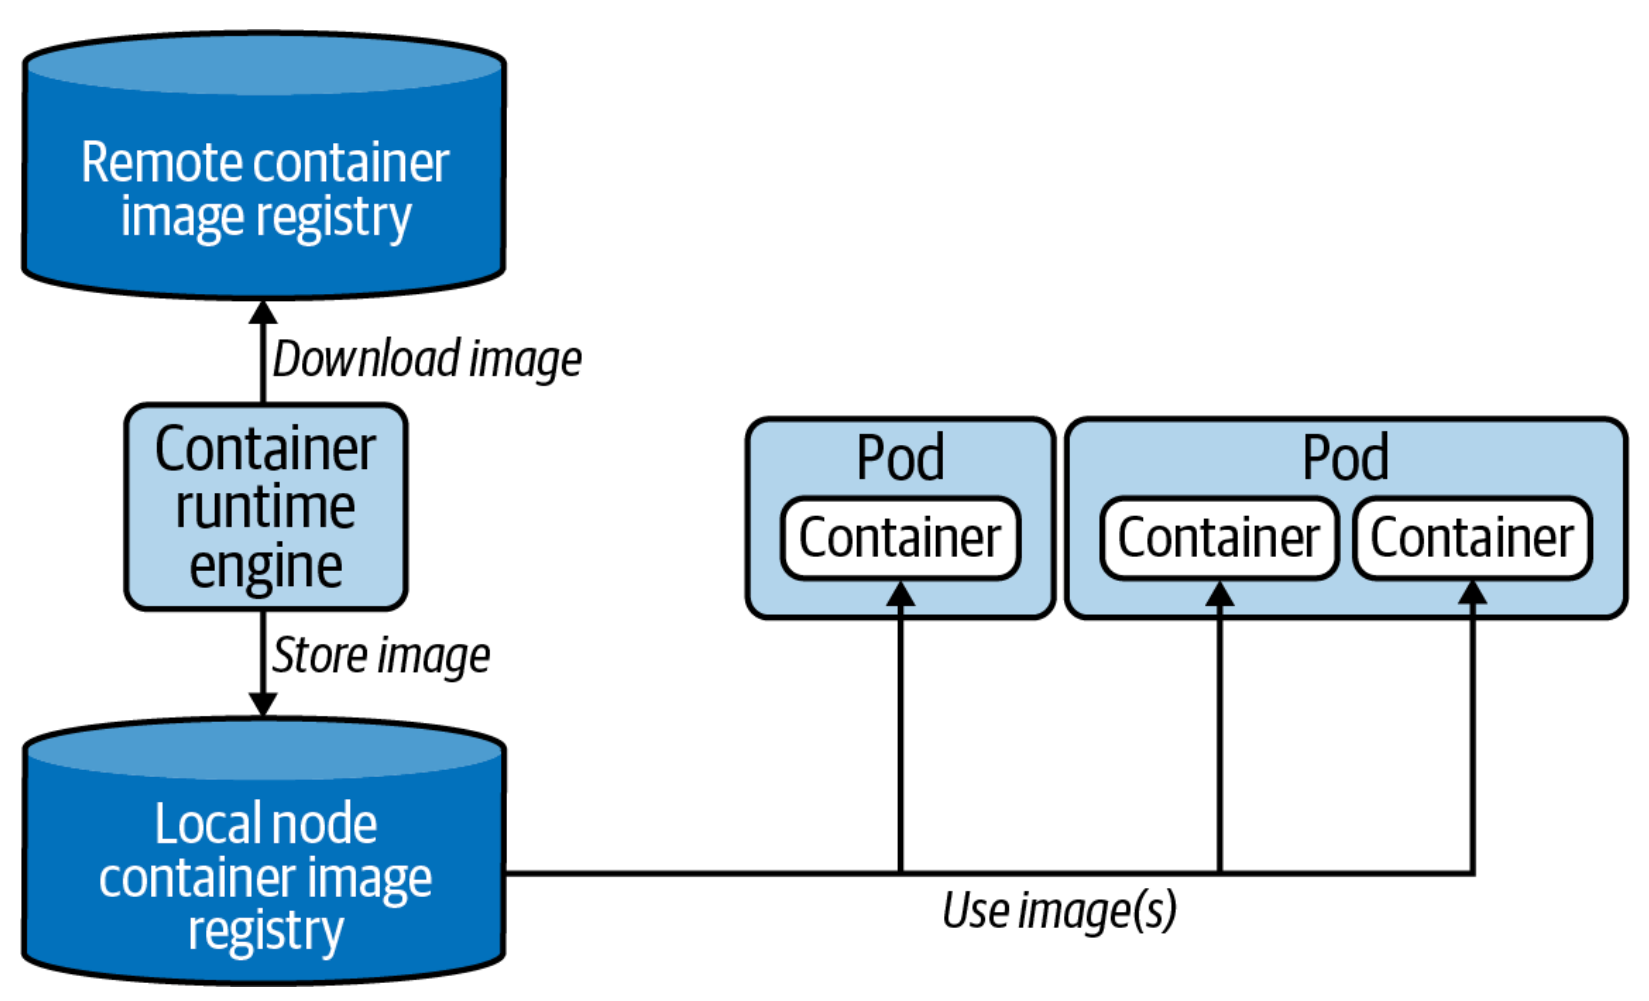 Remote container
image registry
Download image
Container
runtime
engine
Store image
Local node
container image
registry
Pod
Container
Pod
Container
Container
Use image(s)